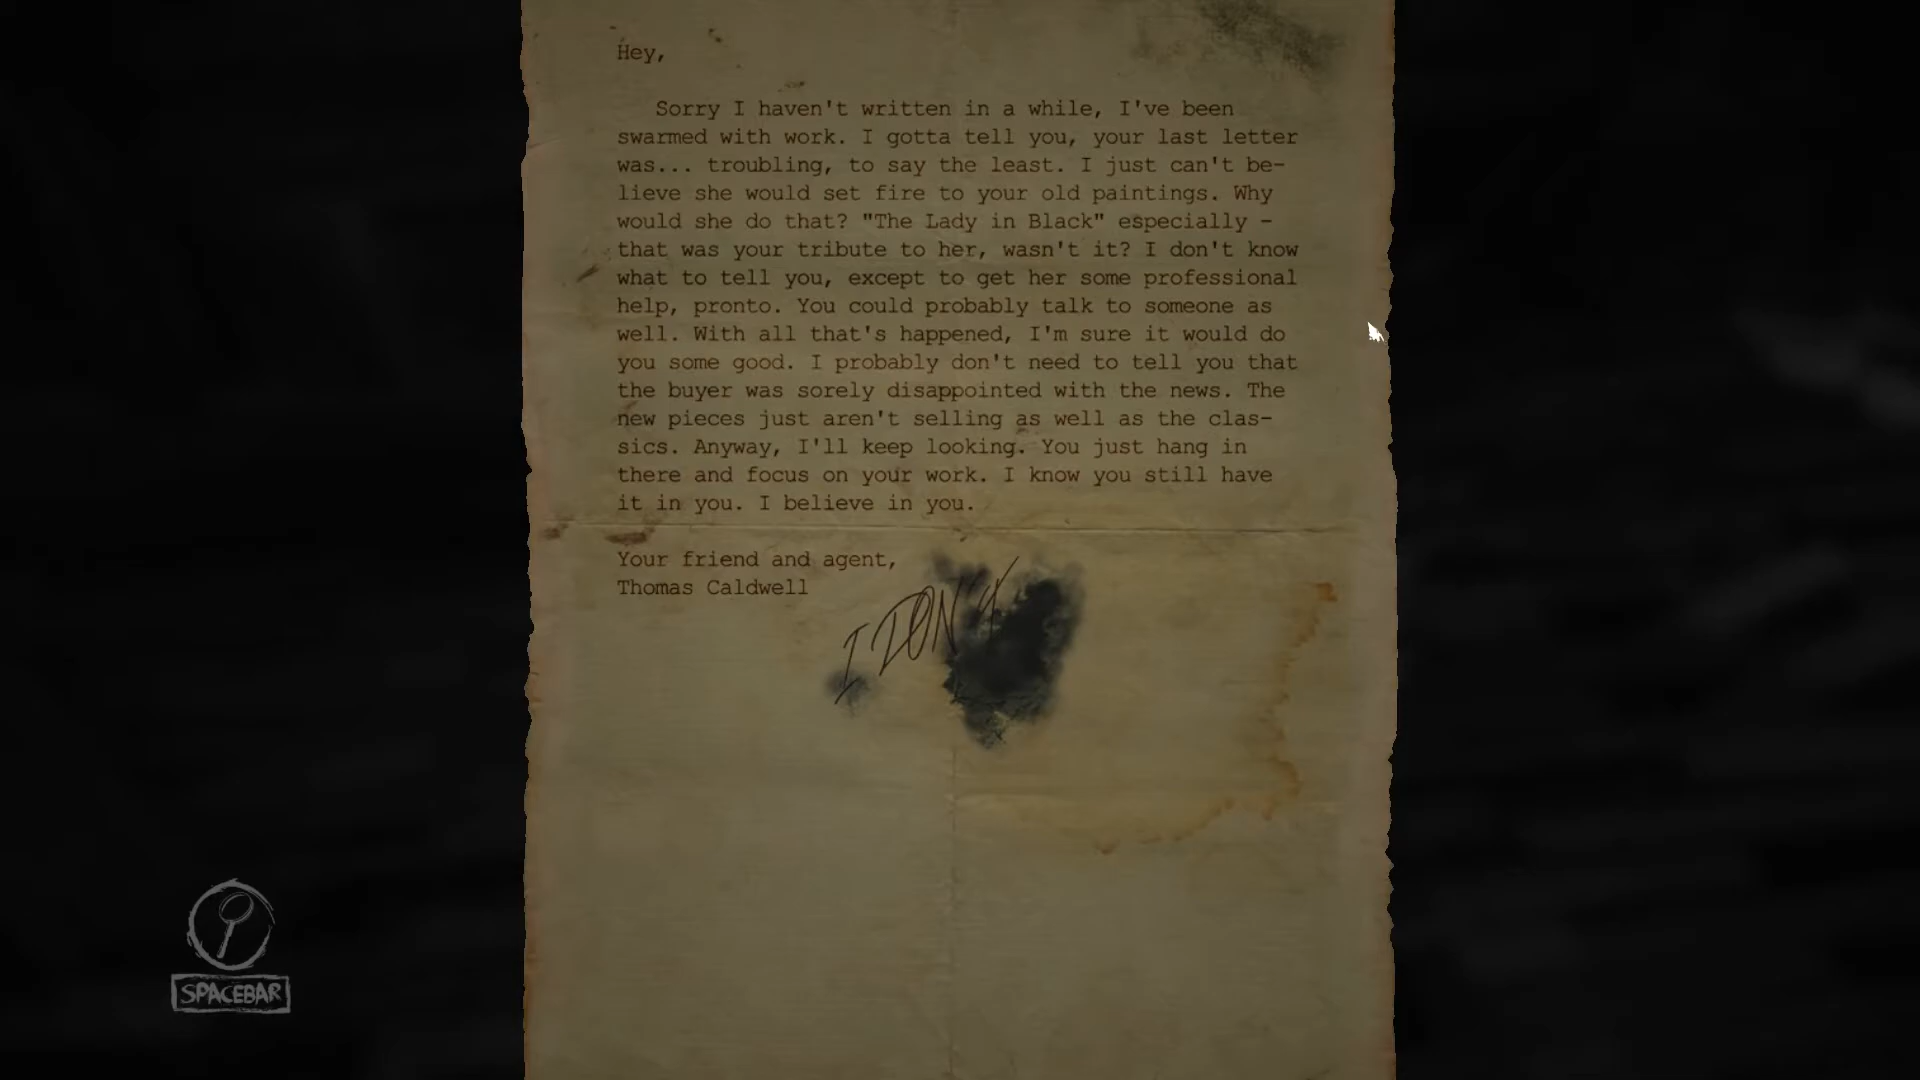 Hey,
Sorry I haven't written in a while, I've been
swarmed with work. I gotta tell you, your last letter
was... troubling, to say the least. I just can't be-
lieve she would set fire to your old paintings. Why
would she do that? "The Lady in Black" especially -
that was your tribute to her, wasn't it? I don't know
what to tell you, except to get her some professional
help, pronto. You could probably talk to someone as
well. With all that's happened, I'm sure it would do
you some good. I probably don't need to tell you that
the buyer was sorely disappointed with the news. The
new pieces just aren't selling as well as the clas-
sics. Anyway, I'll keep looking. You just hang in
there and focus on your work. I know you still have
it in you. I believe in you.
Your friend and agent,
Thomas Caldwell
I DON'T
SPACEBAR